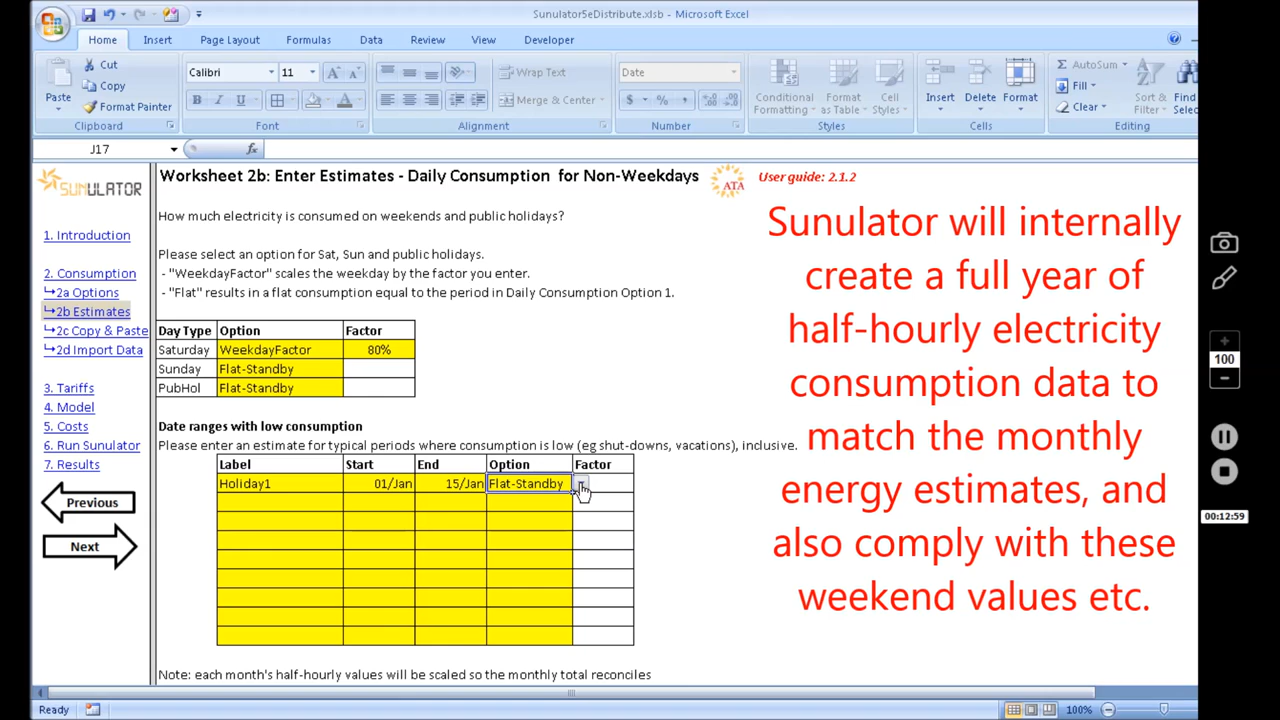 Sunulator5eDistribute.xlsb - Microsoft Excel
Home Insert Page Layout Formulas Data Review View Developer
Paste
Cut
Copy
Format Painter
Clipboard
Calibri 11
B I U
Font
Wrap Text
Merge & Center
Alignment
Date
$ % ,
Number
Conditional Formatting
Format as Table
Cell Styles
Styles
Insert Delete Format
Cells
Σ AutoSum
Fill
Clear
Sort & Filter
Find
Selec
Editing
J17
fx
SUNULATOR
Worksheet 2b: Enter Estimates - Daily Consumption for Non-Weekdays
ATA
User guide: 2.1.2
1. Introduction
2. Consumption
2a Options
2b Estimates
2c Copy & Paste
2d Import Data
3. Tariffs
4. Model
5. Costs
6. Run Sunulator
7. Results
Previous
Next
How much electricity is consumed on weekends and public holidays?
Please select an option for Sat, Sun and public holidays.
- "WeekdayFactor" scales the weekday by the factor you enter.
- "Flat" results in a flat consumption equal to the period in Daily Consumption Option 1.
Day Type Option Factor
Saturday WeekdayFactor 80%
Sunday Flat-Standby
PubHol Flat-Standby
Date ranges with low consumption
Please enter an estimate for typical periods where consumption is low (eg shut-downs, vacations), inclusive.
Label Start End Option Factor
Holiday1 01/Jan 15/Jan Flat-Standby
Note: each month's half-hourly values will be scaled so the monthly total reconciles
Sunulator will internally
create a full year of
half-hourly electricity
consumption data to
match the monthly
energy estimates, and
also comply with these
weekend values etc.
100
00:12:59
Ready
100%